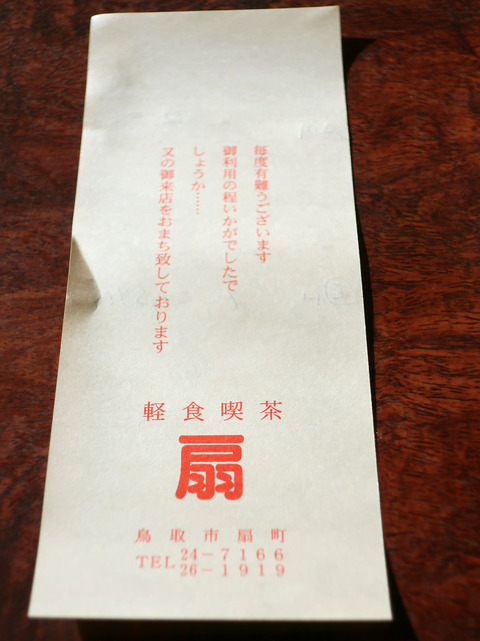 毎度有難うございます
御利用の程いかがでしたで
しょうか……
又の御来店をおまち致しております
軽食喫茶
扇
鳥取市扇町
TEL 24-7166
26-1919